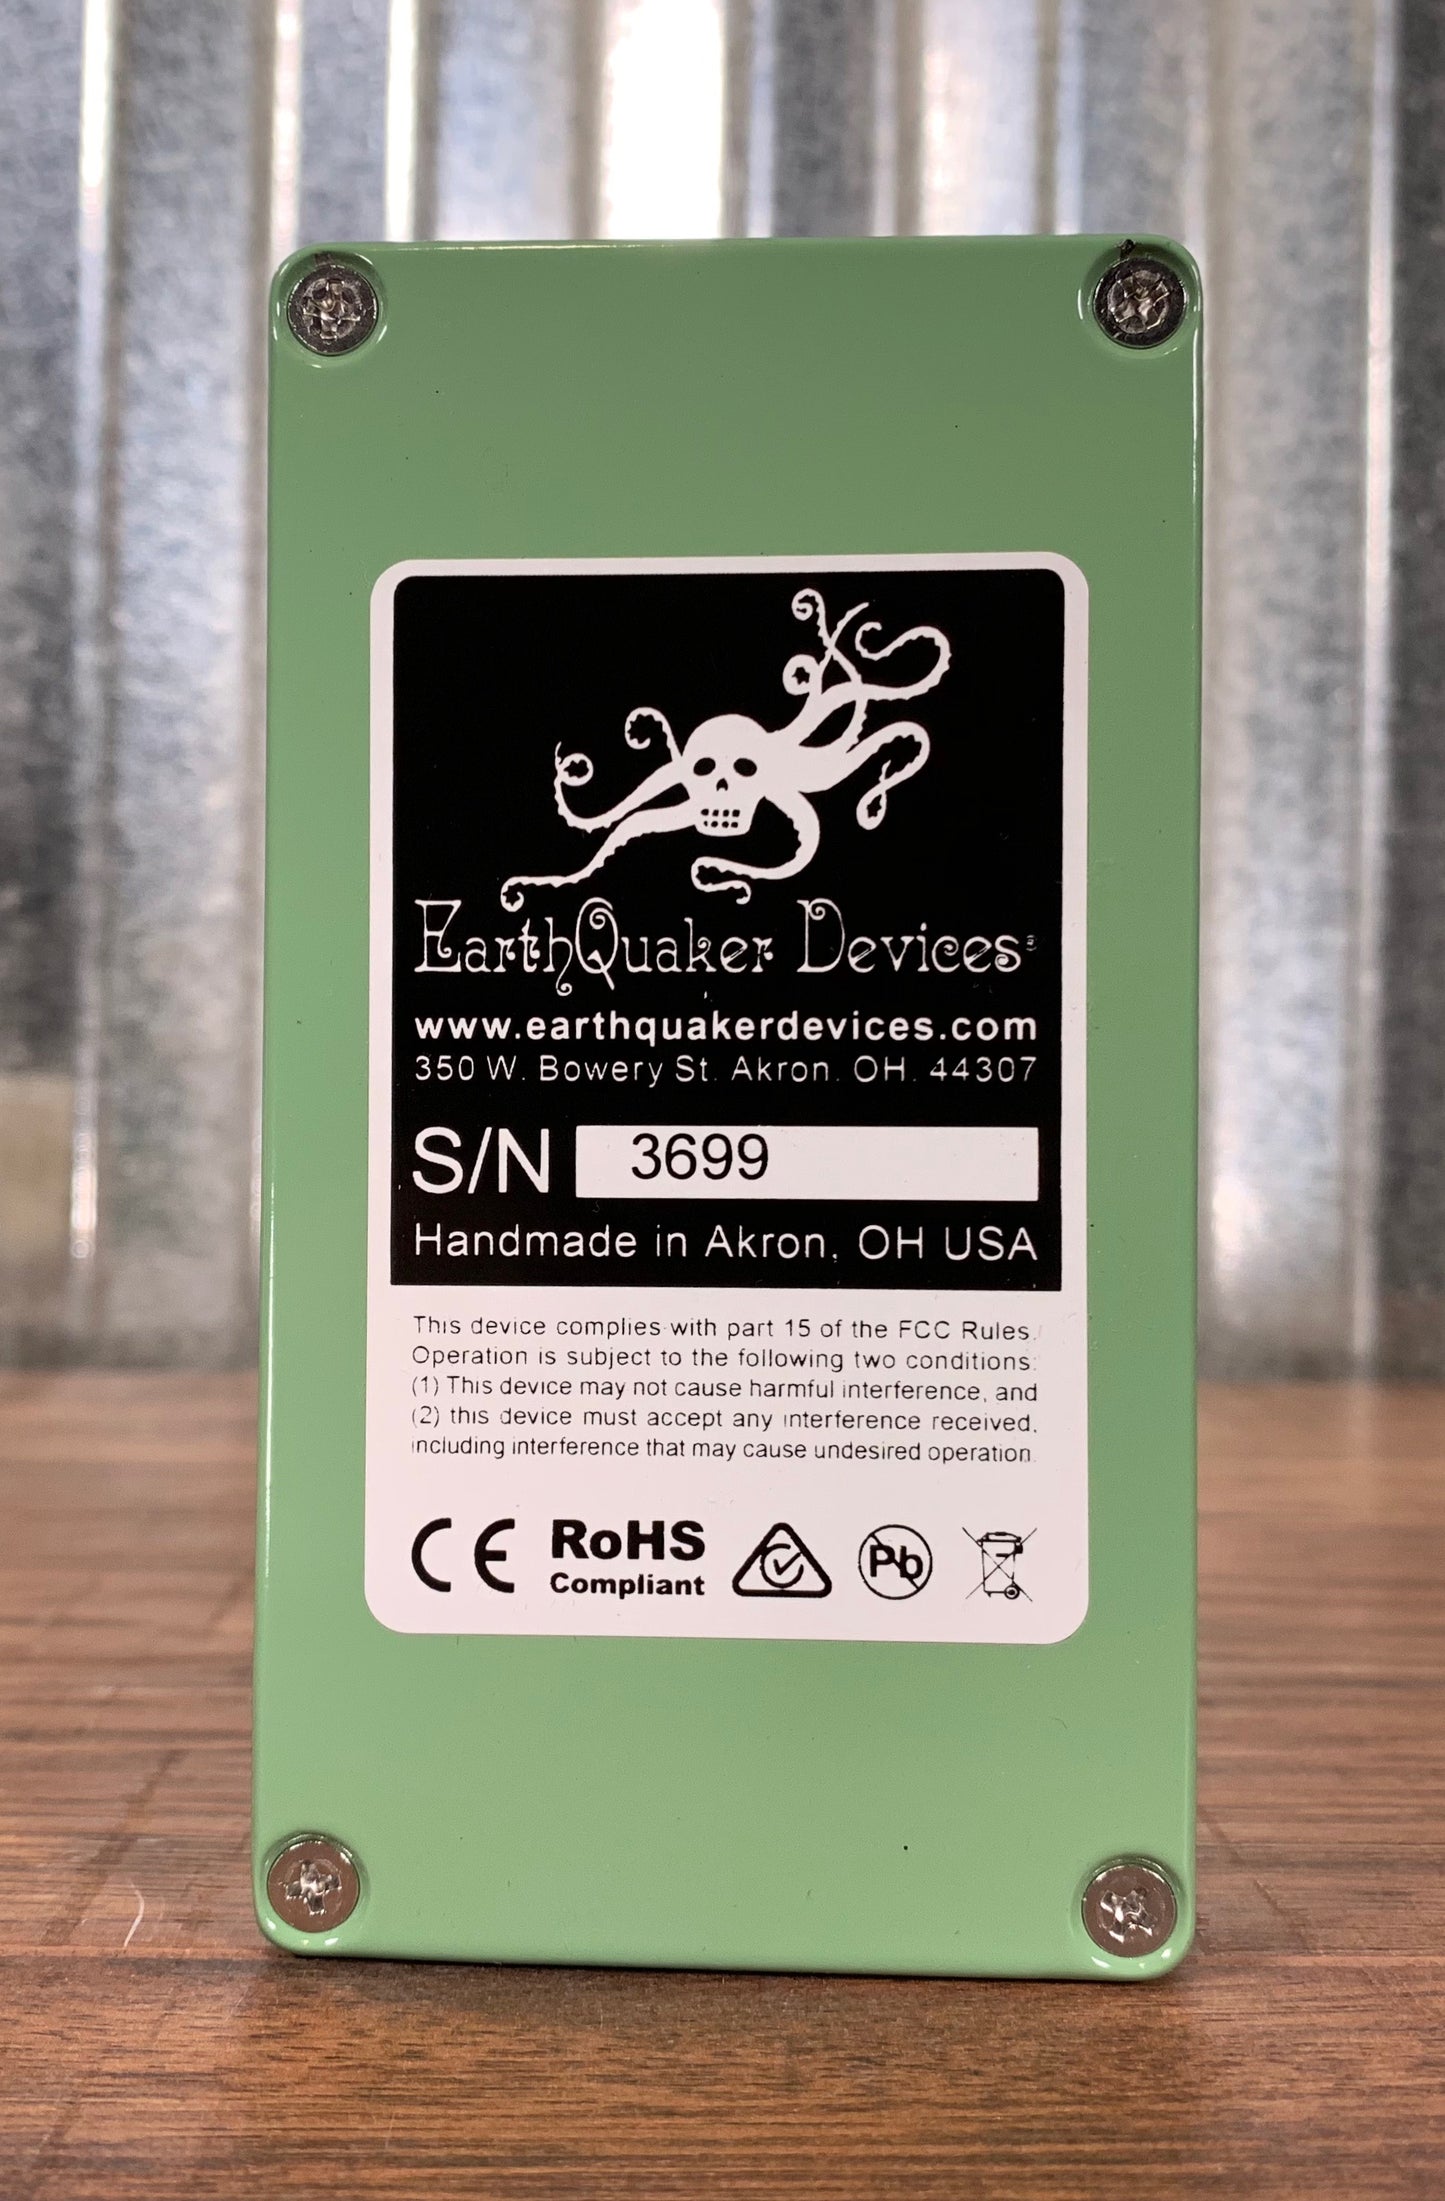 EarthQuaker Devices
www.earthquakerdevices.com
350 W. Bowery St. Akron. OH. 44307
S/N 3699
Handmade in Akron, OH USA
This device complies with part 15 of the FCC Rules.
Operation is subject to the following two conditions:
(1) This device may not cause harmful interference, and
(2) this device must accept any interference received,
including interference that may cause undesired operation.
CE RoHS Pb
Compliant